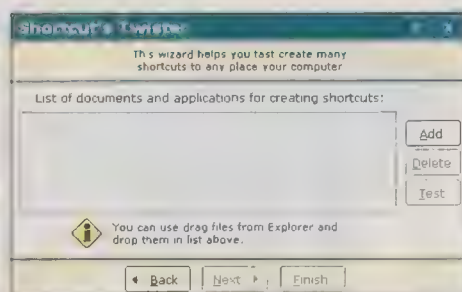 Shortcut's Twister
This wizard helps you fast create many
shortcuts to any place your computer
List of documents and applications for creating shortcuts:
Add
Delete
Test
You can use drag files from Explorer and
drop them in list above.
Back Next Finish